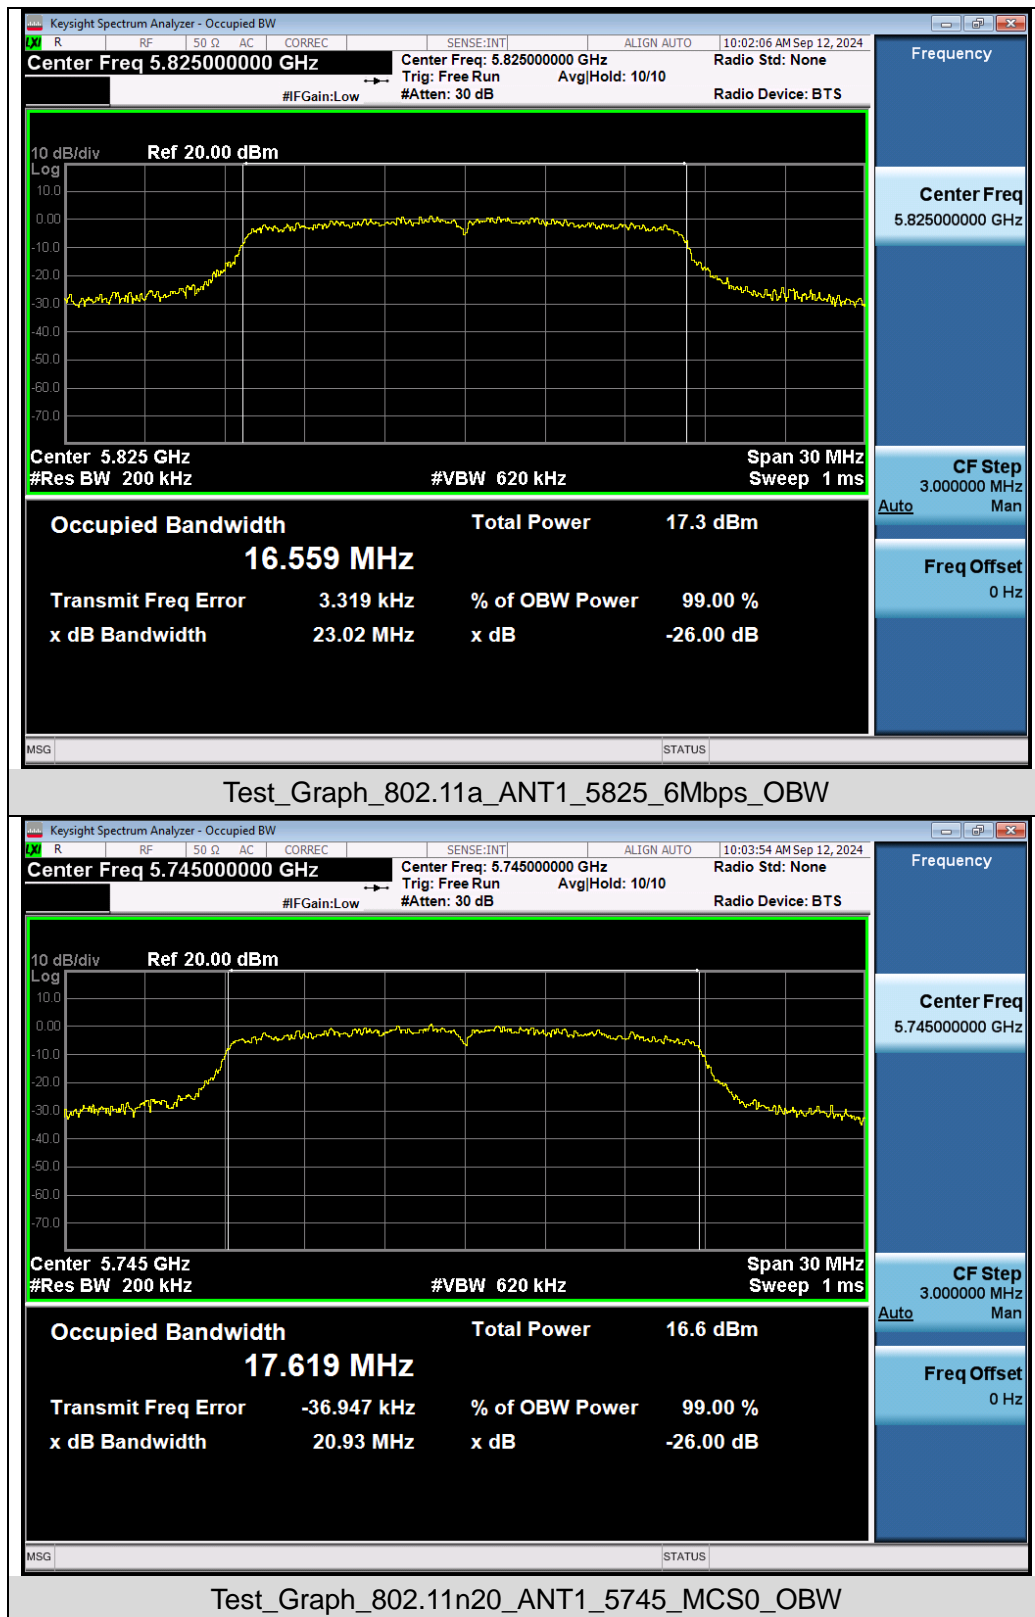 Keysight Spectrum Analyzer - Occupied BW
LXI R RF 50 Ω AC CORREC SENSE:INT ALIGN AUTO 10:02:06 AM Sep 12, 2024
Center Freq 5.825000000 GHz
Center Freq: 5.825000000 GHz Radio Std: None
Trig: Free Run Avg|Hold: 10/10
#IFGain:Low #Atten: 30 dB Radio Device: BTS
Frequency
10 dB/div Ref 20.00 dBm
Log
10.0
0.00
-10.0
-20.0
-30.0
-40.0
-50.0
-60.0
-70.0
Center 5.825 GHz Span 30 MHz
#Res BW 200 kHz #VBW 620 kHz Sweep 1 ms
Center Freq
5.825000000 GHz
CF Step
3.000000 MHz
Auto Man
Freq Offset
0 Hz
Occupied Bandwidth Total Power 17.3 dBm
16.559 MHz
Transmit Freq Error 3.319 kHz % of OBW Power 99.00 %
x dB Bandwidth 23.02 MHz x dB -26.00 dB
MSG STATUS
Test_Graph_802.11a_ANT1_5825_6Mbps_OBW
Keysight Spectrum Analyzer - Occupied BW
LXI R RF 50 Ω AC CORREC SENSE:INT ALIGN AUTO 10:03:54 AM Sep 12, 2024
Center Freq 5.745000000 GHz
Center Freq: 5.745000000 GHz Radio Std: None
Trig: Free Run Avg|Hold: 10/10
#IFGain:Low #Atten: 30 dB Radio Device: BTS
Frequency
10 dB/div Ref 20.00 dBm
Log
10.0
0.00
-10.0
-20.0
-30.0
-40.0
-50.0
-60.0
-70.0
Center 5.745 GHz Span 30 MHz
#Res BW 200 kHz #VBW 620 kHz Sweep 1 ms
Center Freq
5.745000000 GHz
CF Step
3.000000 MHz
Auto Man
Freq Offset
0 Hz
Occupied Bandwidth Total Power 16.6 dBm
17.619 MHz
Transmit Freq Error -36.947 kHz % of OBW Power 99.00 %
x dB Bandwidth 20.93 MHz x dB -26.00 dB
MSG STATUS
Test_Graph_802.11n20_ANT1_5745_MCS0_OBW